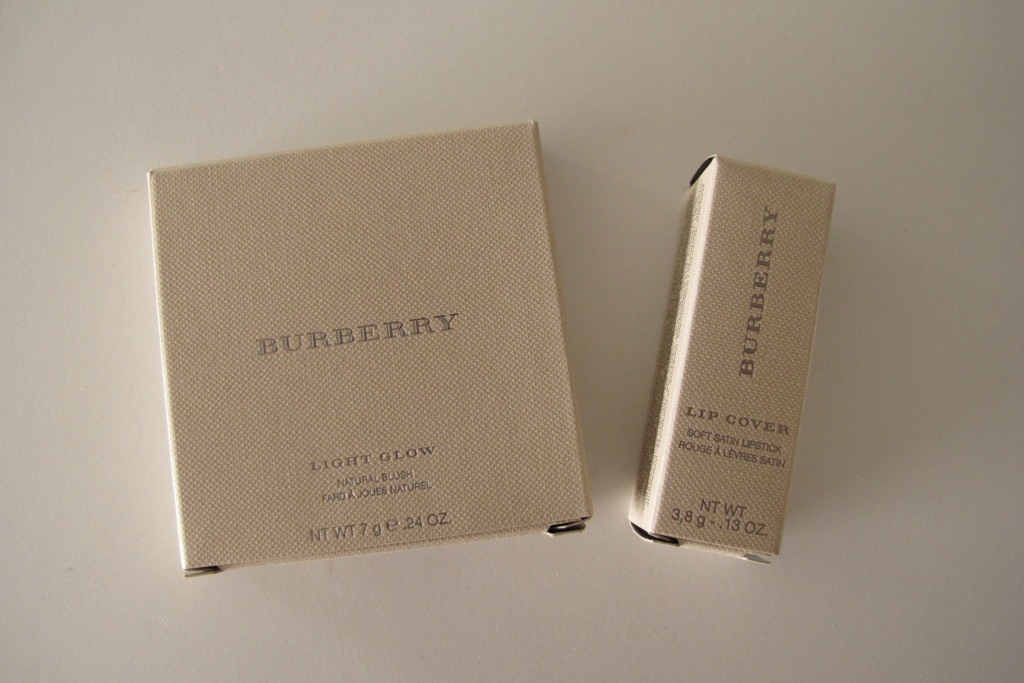 BURBERRY
LIGHT GLOW
NATURAL BLUSH
FARD À JOUES NATUREL
NT WT 7 g e .24 OZ.
BURBERRY
LIP COVER
SOFT SATIN LIPSTICK
ROUGE À LÈVRES SATIN
NT WT
3,8 g - .13 OZ.